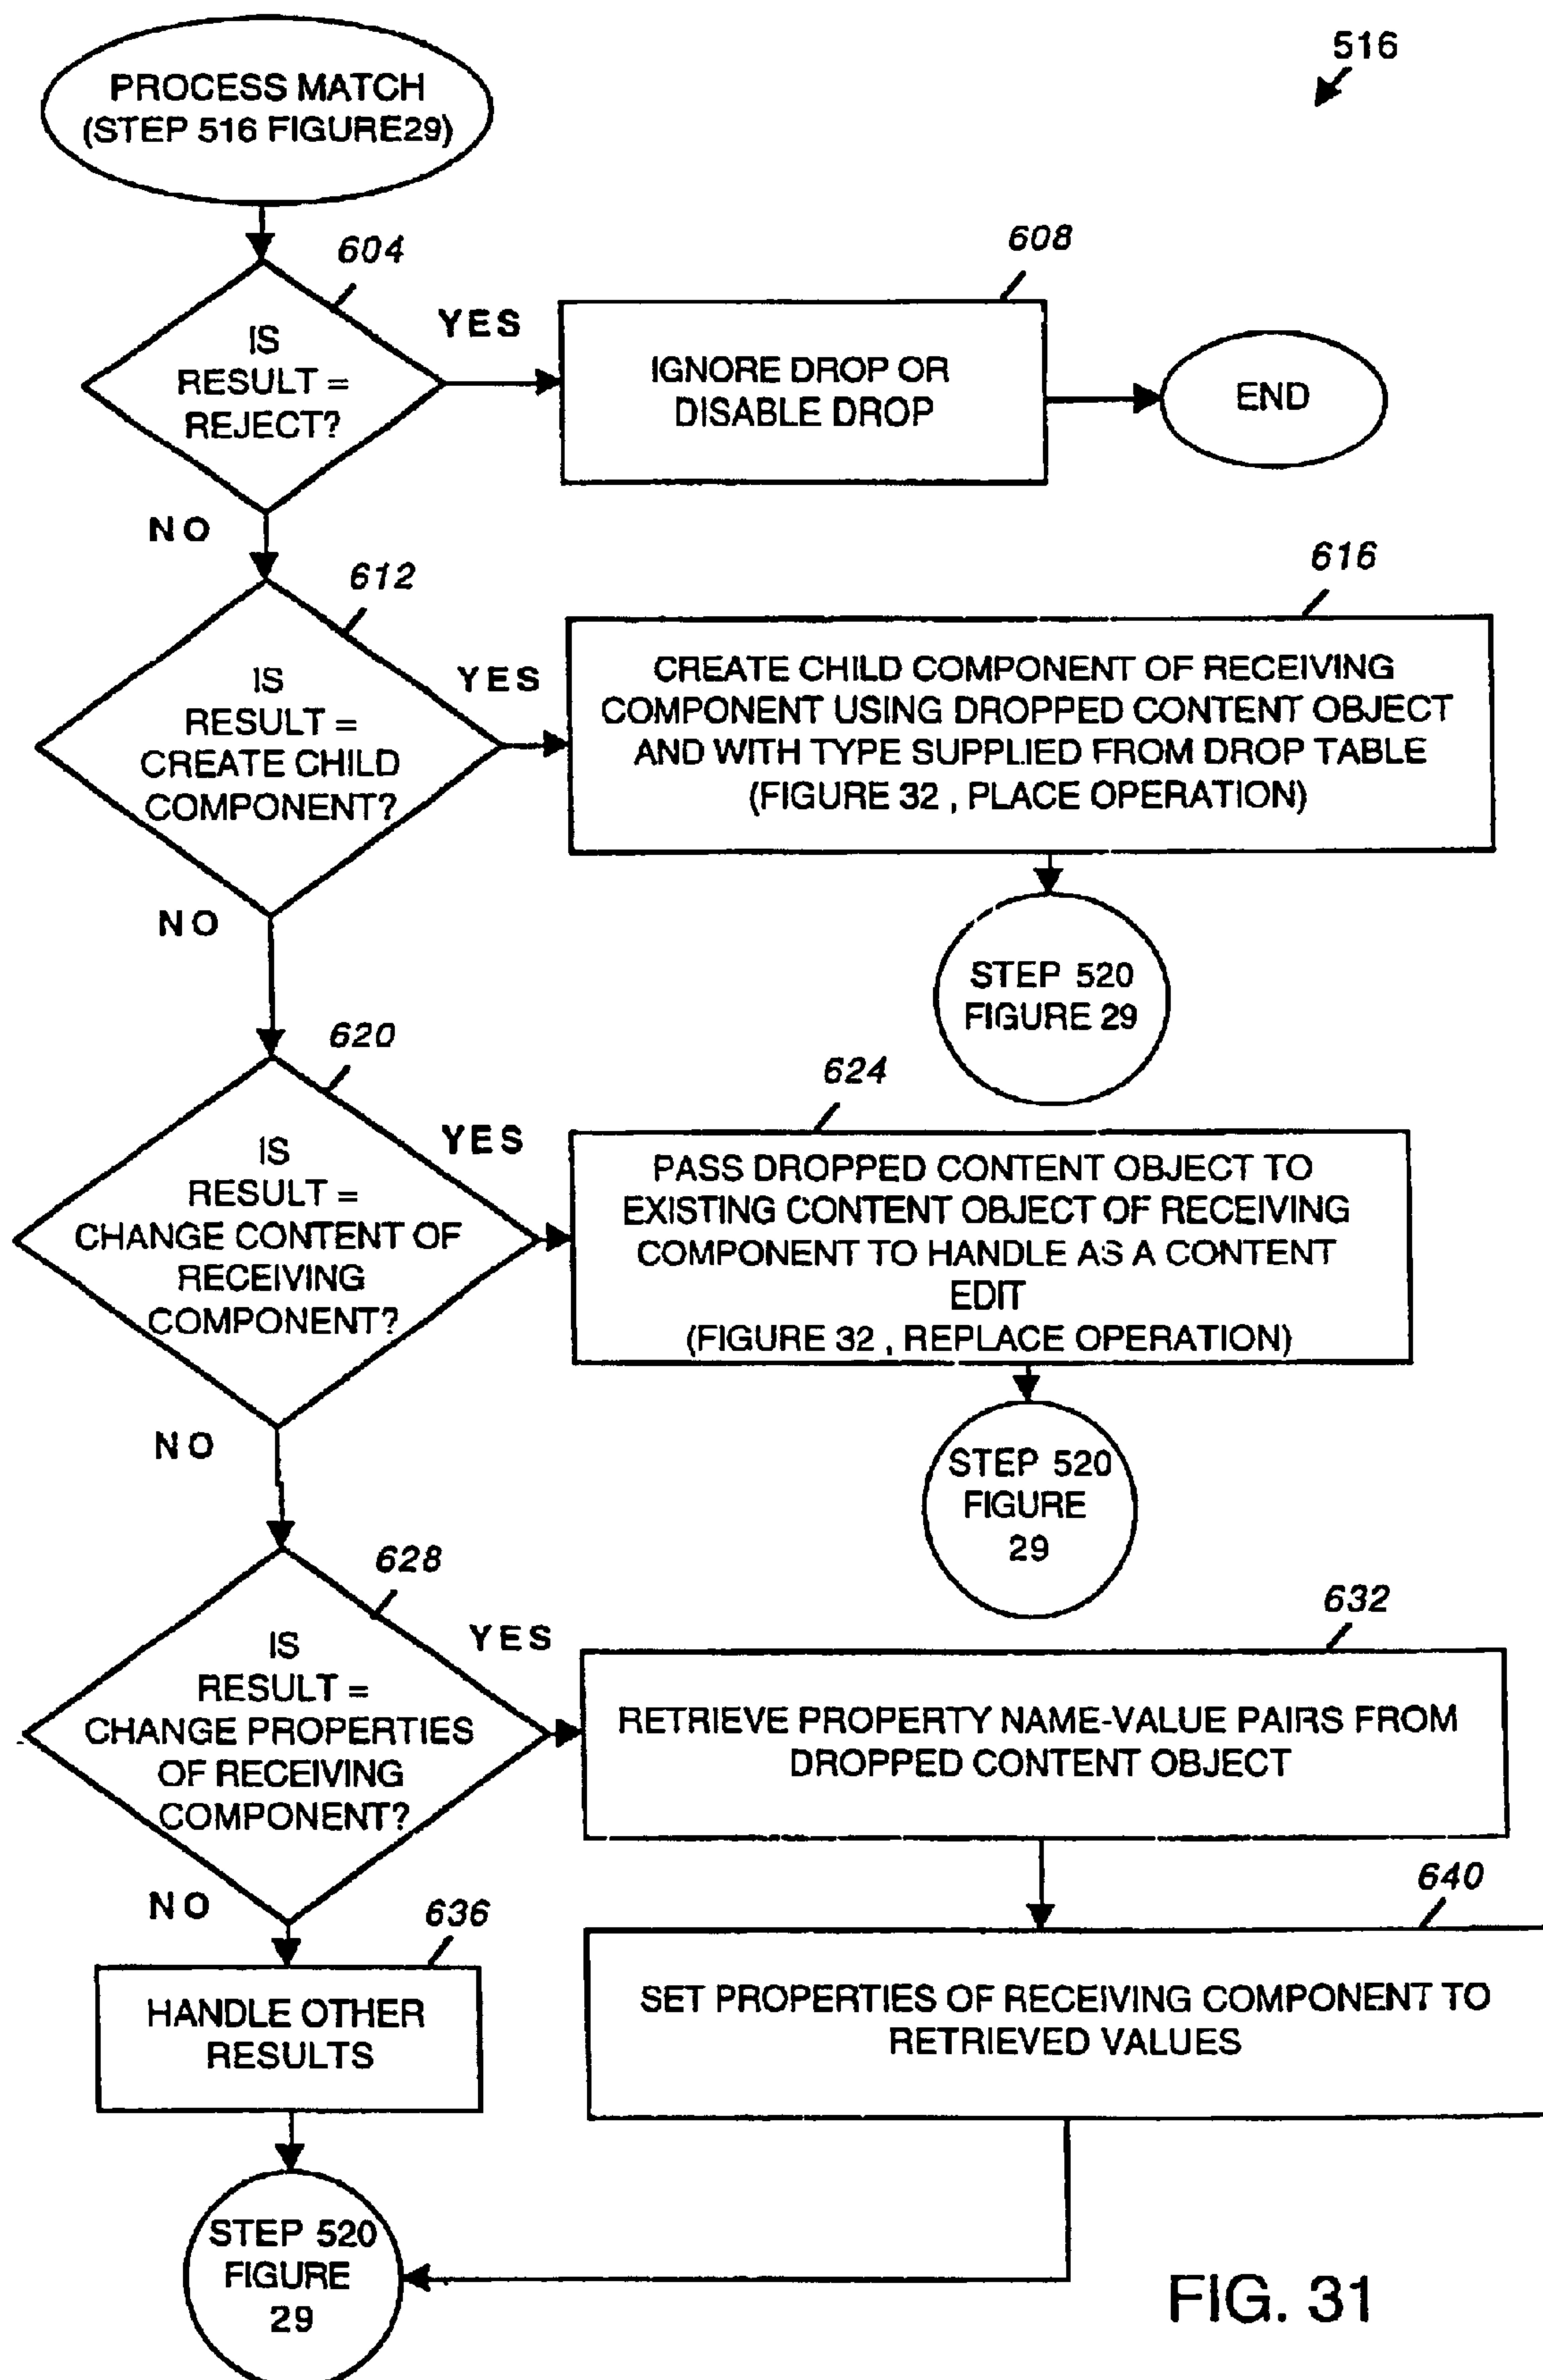 516
PROCESS MATCH
(STEP 516 FIGURE29)
604
IS
RESULT =
REJECT?
YES
608
IGNORE DROP OR
DISABLE DROP
END
NO
612
IS
RESULT =
CREATE CHILD
COMPONENT?
YES
616
CREATE CHILD COMPONENT OF RECEIVING
COMPONENT USING DROPPED CONTENT OBJECT
AND WITH TYPE SUPPLIED FROM DROP TABLE
(FIGURE 32 , PLACE OPERATION)
STEP 520
FIGURE 29
NO
620
IS
RESULT =
CHANGE CONTENT OF
RECEIVING
COMPONENT?
YES
624
PASS DROPPED CONTENT OBJECT TO
EXISTING CONTENT OBJECT OF RECEIVING
COMPONENT TO HANDLE AS A CONTENT
EDIT
(FIGURE 32 , REPLACE OPERATION)
STEP 520
FIGURE
29
NO
628
IS
RESULT =
CHANGE PROPERTIES
OF RECEIVING
COMPONENT?
YES
632
RETRIEVE PROPERTY NAME-VALUE PAIRS FROM
DROPPED CONTENT OBJECT
640
SET PROPERTIES OF RECEIVING COMPONENT TO
RETRIEVED VALUES
NO
636
HANDLE OTHER
RESULTS
STEP 520
FIGURE
29
FIG. 31